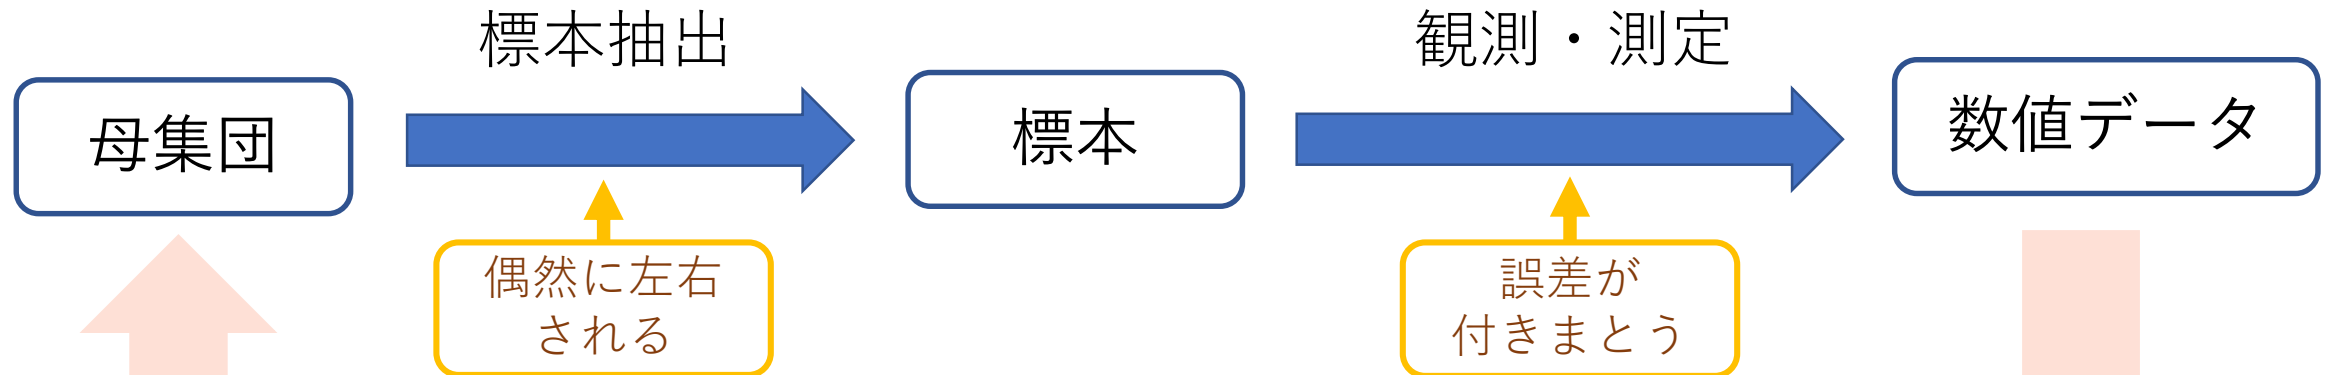 標本抽出
観測・測定
母集団
標本
数値データ
偶然に左右
される
誤差が
付きまとう